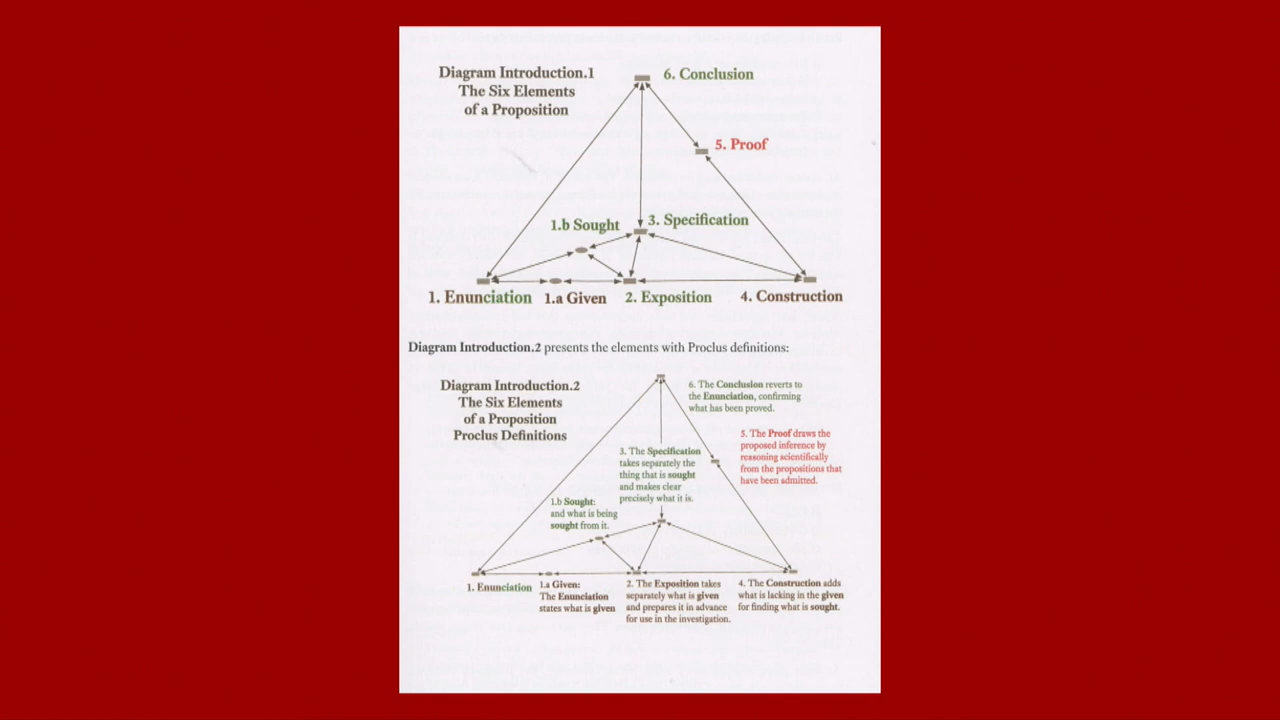 Diagram Introduction.1
The Six Elements
of a Proposition
6. Conclusion
5. Proof
1.b Sought
3. Specification
1. Enunciation
1.a Given
2. Exposition
4. Construction
Diagram Introduction.2 presents the elements with Proclus definitions:
Diagram Introduction.2
The Six Elements
of a Proposition
Proclus Definitions
6. The Conclusion reverts to
the Enunciation, confirming
what has been proved.
5. The Proof draws the
proposed inference by
reasoning scientifically
from the propositions that
have been admitted.
3. The Specification
takes separately the
thing that is sought
and makes clear
precisely what it is.
1.b Sought:
and what is being
sought from it.
1. Enunciation
1.a Given:
The Enunciation
states what is given
2. The Exposition takes
separately what is given
and prepares it in advance
for use in the investigation.
4. The Construction adds
what is lacking in the given
for finding what is sought.